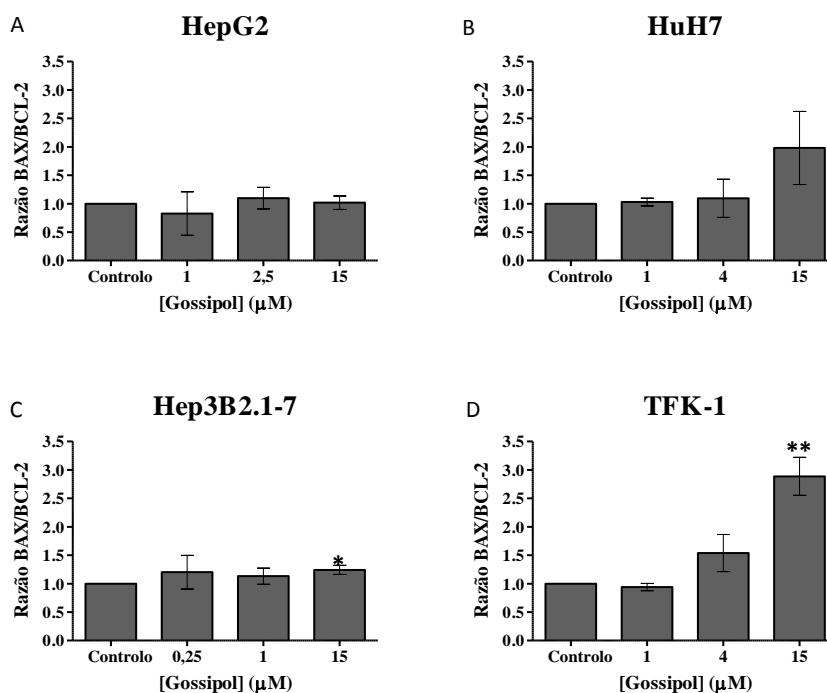 A
HepG2
Razão BAX/BCL-2
3.5
3.0
2.5
2.0
1.5
1.0
0.5
0.0
Controlo 1 2,5 15
[Gossipol] (µM)
B
HuH7
Razão BAX/BCL-2
3.5
3.0
2.5
2.0
1.5
1.0
0.5
0.0
Controlo 1 4 15
[Gossipol] (µM)
C
Hep3B2.1-7
Razão BAX/BCL-2
3.5
3.0
2.5
2.0
1.5
1.0
0.5
0.0
*
Controlo 0,25 1 15
[Gossipol] (µM)
D
TFK-1
Razão BAX/BCL-2
3.5
3.0
2.5
2.0
1.5
1.0
0.5
0.0
**
Controlo 1 4 15
[Gossipol] (µM)